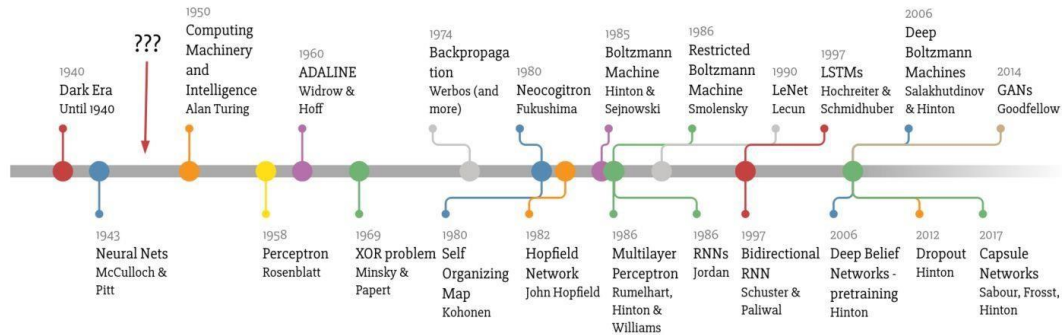 ???
1940
Dark Era
Until 1940
1950
Computing
Machinery
and
Intelligence
Alan Turing
1960
ADALINE
Widrow &
Hoff
1974
Backpropaga
tion
Werbos (and
more)
1980
Neocogitron
Fukushima
1985
Boltzmann
Machine
Hinton &
Sejnowski
1986
Restricted
Boltzmann
Machine
Smolensky
1990
LeNet
Lecun
1997
LSTMs
Hochreiter &
Schmidhuber
2006
Deep
Boltzmann
Machines
Salakhutdinov
& Hinton
2014
GANs
Goodfellow
1943
Neural Nets
McCulloch &
Pitt
1958
Perceptron
Rosenblatt
1969
XOR problem
Minsky &
Papert
1980
Self
Organizing
Map
Kohonen
1982
Hopfield
Network
John Hopfield
1986
Multilayer
Perceptron
Rumelhart,
Hinton &
Williams
1986
RNNs
Jordan
1997
Bidirectional
RNN
Schuster &
Paliwal
2006
Deep Belief
Networks -
pretraining
Hinton
2012
Dropout
Hinton
2017
Capsule
Networks
Sabour, Frosst,
Hinton